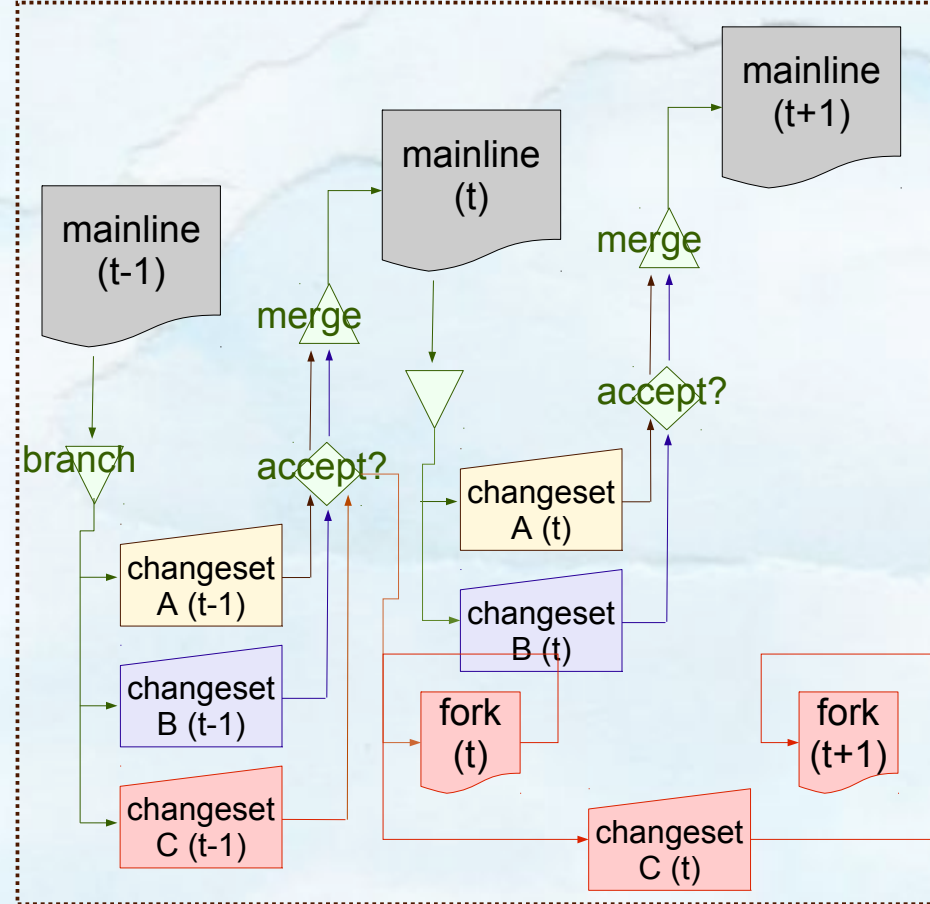 mainline
(t-1)
branch
changeset
A (t-1)
changeset
B (t-1)
changeset
C (t-1)
accept?
merge
mainline
(t)
changeset
A (t)
changeset
B (t)
fork
(t)
changeset
C (t)
accept?
merge
mainline
(t+1)
fork
(t+1)